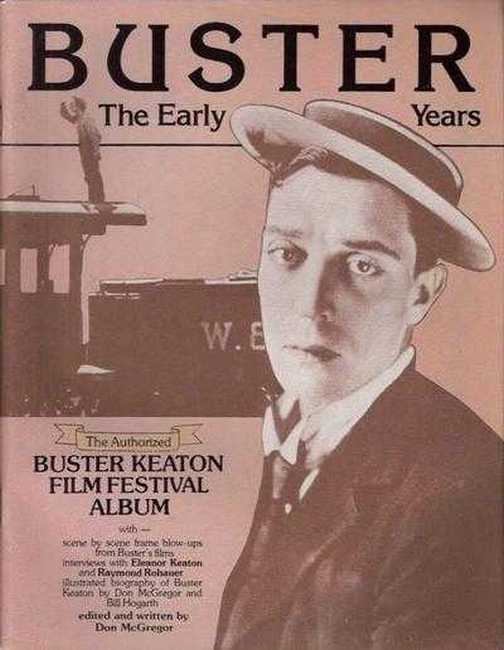 BUSTER
The Early Years
W. &
The Authorized
BUSTER KEATON
FILM FESTIVAL
ALBUM
with —
scene by scene frame blow-ups
from Buster's films
interviews with Eleanor Keaton
and Raymond Rohauer
illustrated biography of Buster
Keaton by Don McGregor and
Bill Hogarth
edited and written by
Don McGregor